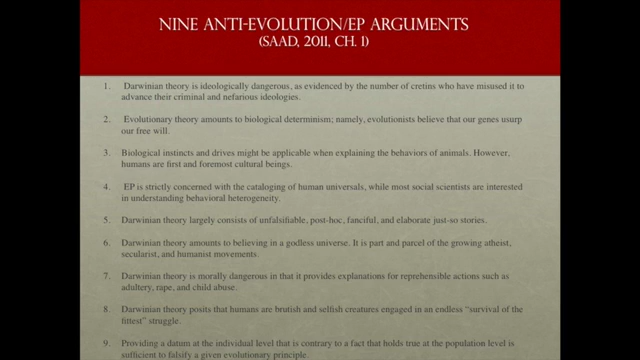 NINE ANTI-EVOLUTION/EP ARGUMENTS
(SAAD, 2011, CH. 1)
1. Darwinian theory is ideologically dangerous, as evidenced by the number of cretins who have misused it to
advance their criminal and nefarious ideologies.
2. Evolutionary theory amounts to biological determinism; namely, evolutionists believe that our genes usurp
our free will.
3. Biological instincts and drives might be applicable when explaining the behaviors of animals. However,
humans are first and foremost cultural beings.
4. EP is strictly concerned with the cataloging of human universals, while most social scientists are interested
in understanding behavioral heterogeneity.
5. Darwinian theory largely consists of unfalsifiable, post-hoc, fanciful, and elaborate just-so stories.
6. Darwinian theory amounts to believing in a godless universe. It is part and parcel of the growing atheist,
secularist, and humanist movements.
7. Darwinian theory is morally dangerous in that it provides explanations for reprehensible actions such as
adultery, rape, and child abuse.
8. Darwinian theory posits that humans are brutish and selfish creatures engaged in an endless “survival of the
fittest” struggle.
9. Providing a datum at the individual level that is contrary to a fact that holds true at the population level is
sufficient to falsify a given evolutionary principle.